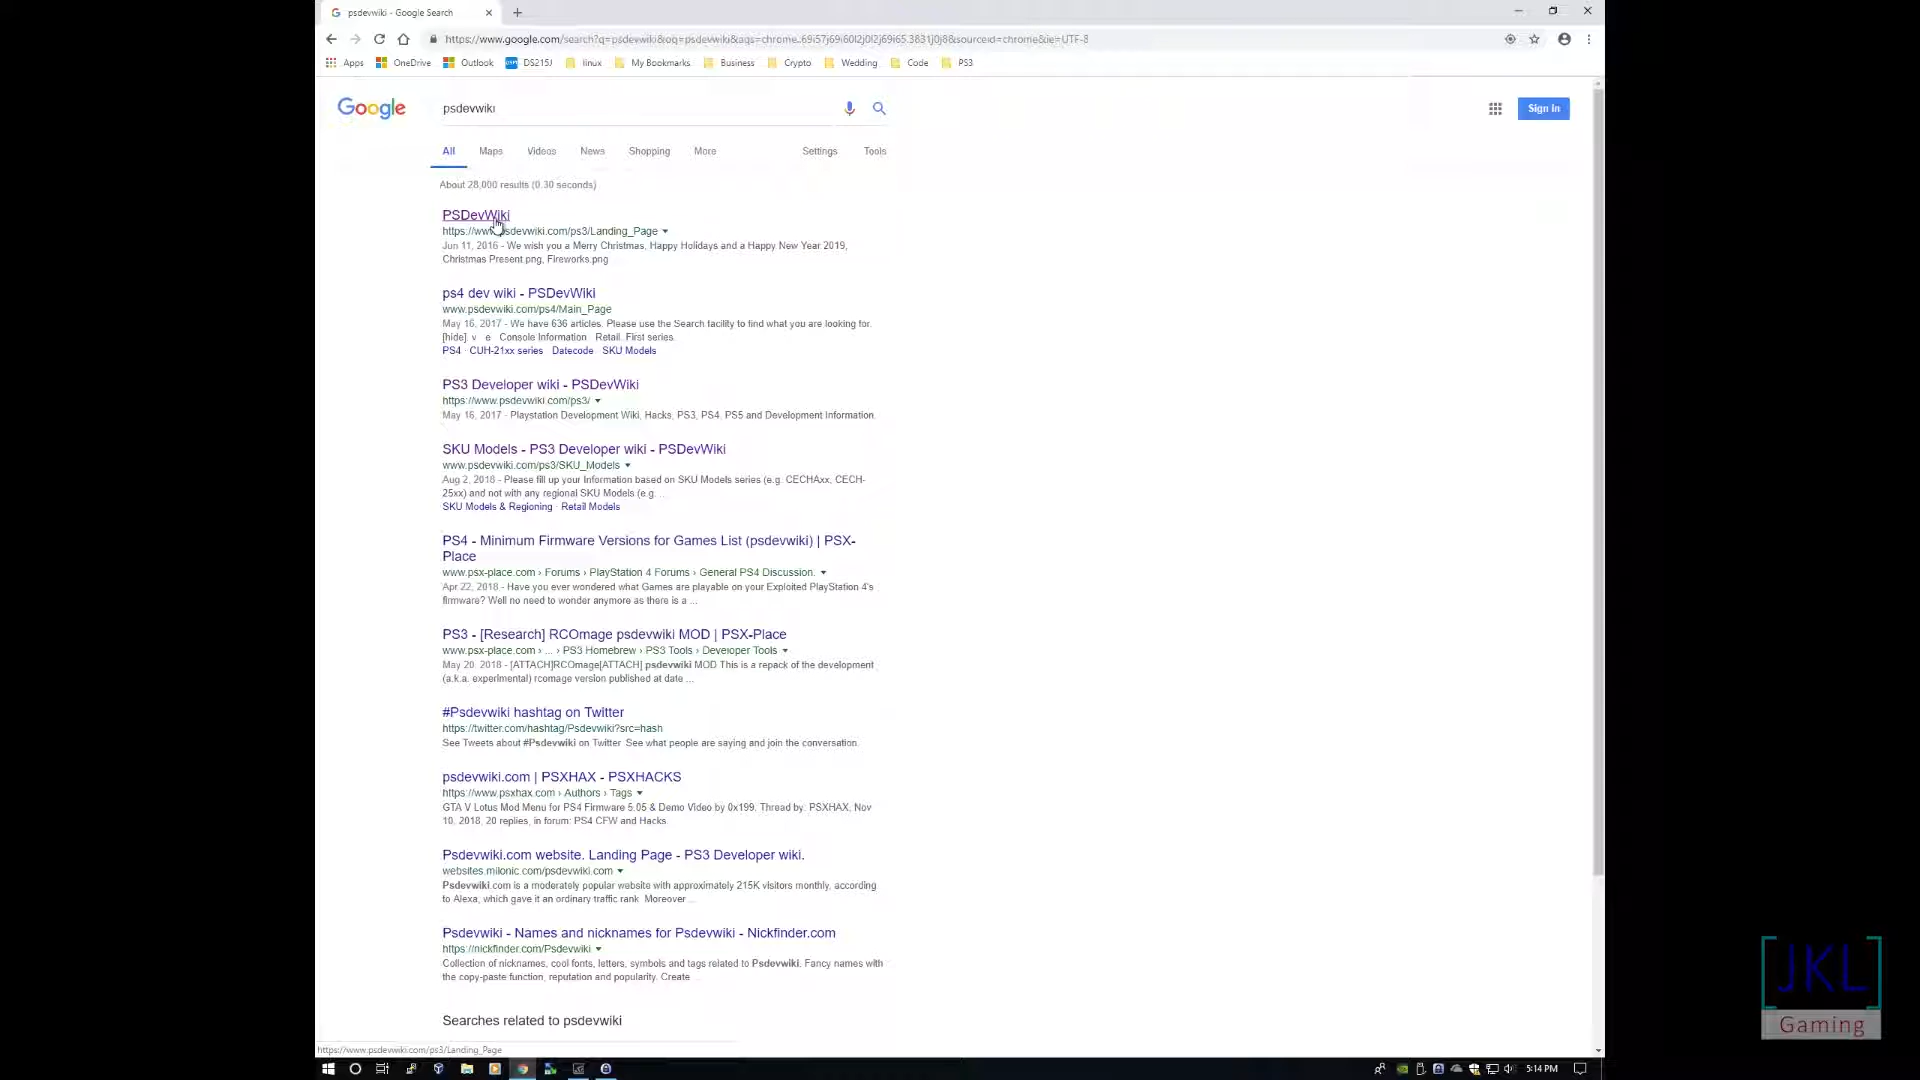 psdevwiki - Google Search
https://www.google.com/search?q=psdevwiki&oq=psdevwiki&aqs=chrome..69i57j69i60l2j0l2j69i65.3831j0j8&sourceid=chrome&ie=UTF-8
Apps OneDrive Outlook DS215J linux My Bookmarks Business Crypto Wedding Code PS3
Google psdevwiki Sign in
All Maps Videos News Shopping More Settings Tools
About 28,000 results (0.30 seconds)
PSDevWiki
https://www.psdevwiki.com/ps3/Landing_Page
Jun 11, 2016 - We wish you a Merry Christmas, Happy Holidays and a Happy New Year 2019,
Christmas Present.png, Fireworks.png
ps4 dev wiki - PSDevWiki
www.psdevwiki.com/ps4/Main_Page
May 16, 2017 - We have 636 articles. Please use the Search facility to find what you are looking for.
[hide]. v · e · Console Information · Retail. First series.
PS4 · CUH-21xx series · Datecode · SKU Models
PS3 Developer wiki - PSDevWiki
https://www.psdevwiki.com/ps3/
May 16, 2017 - Playstation Development Wiki, Hacks, PS3, PS4, PS5 and Development Information.
SKU Models - PS3 Developer wiki - PSDevWiki
www.psdevwiki.com/ps3/SKU_Models
Aug 2, 2018 - Please fill up your Information based on SKU Models series (e.g. CECHAxx, CECH-
25xx) and not with any regional SKU Models (e.g. ...
SKU Models & Regioning · Retail Models
PS4 - Minimum Firmware Versions for Games List (psdevwiki) | PSX-
Place
www.psx-place.com › Forums › PlayStation 4 Forums › General PS4 Discussion.
Apr 22, 2018 - Have you ever wondered what Games are playable on your Exploited PlayStation 4's
firmware? Well no need to wonder anymore as there is a ...
PS3 - [Research] RCOmage psdevwiki MOD | PSX-Place
www.psx-place.com › ... › PS3 Homebrew › PS3 Tools › Developer Tools
May 20, 2018 - [ATTACH]RCOmage[ATTACH] psdevwiki MOD This is a repack of the development
(a.k.a. experimental) rcomage version published at date ...
#Psdevwiki hashtag on Twitter
https://twitter.com/hashtag/Psdevwiki?src=hash
See Tweets about #Psdevwiki on Twitter. See what people are saying and join the conversation.
psdevwiki.com | PSXHAX - PSXHACKS
https://www.psxhax.com › Authors › Tags
GTA V Lotus Mod Menu for PS4 Firmware 5.05 & Demo Video by 0x199. Thread by: PSXHAX, Nov
10, 2018, 20 replies, in forum: PS4 CFW and Hacks.
Psdevwiki.com website. Landing Page - PS3 Developer wiki.
websites.milonic.com/psdevwiki.com
Psdevwiki.com is a moderately popular website with approximately 215K visitors monthly, according
to Alexa, which gave it an ordinary traffic rank. Moreover ...
Psdevwiki - Names and nicknames for Psdevwiki - Nickfinder.com
https://nickfinder.com/Psdevwiki
Collection of nicknames, cool fonts, letters, symbols and tags related to Psdevwiki. Fancy names with
the copy-paste function, reputation and popularity. Create ...
Searches related to psdevwiki
https://www.psdevwiki.com/ps3/Landing_Page
5:14 PM
JKL
Gaming